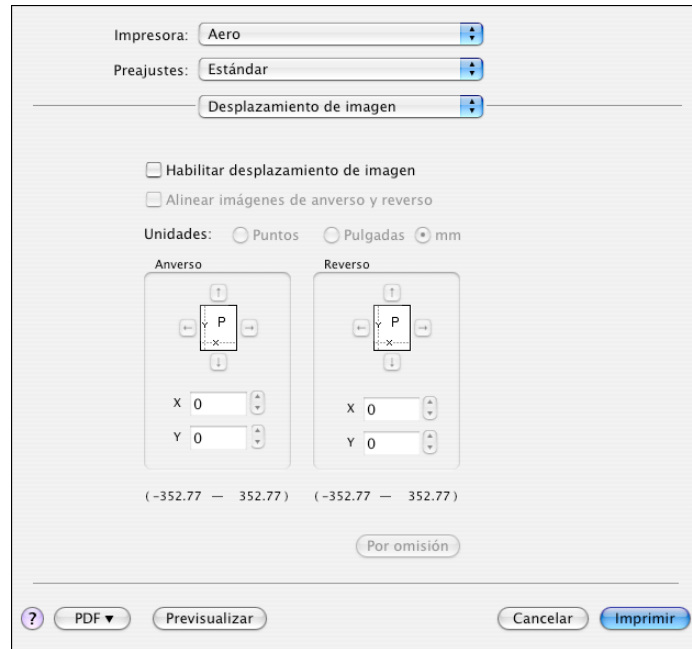 Impresora: Aero
Preajustes: Estándar
Desplazamiento de imagen
Habilitar desplazamiento de imagen
Alinear imágenes de anverso y reverso
Unidades: Puntos Pulgadas mm
Anverso Reverso
↑ ↑
← Y P → ← Y P →
X X
↓ ↓
X 0 X 0
Y 0 Y 0
(-352.77 — 352.77) (-352.77 — 352.77)
Por omisión
? PDF▼ Previsualizar Cancelar Imprimir